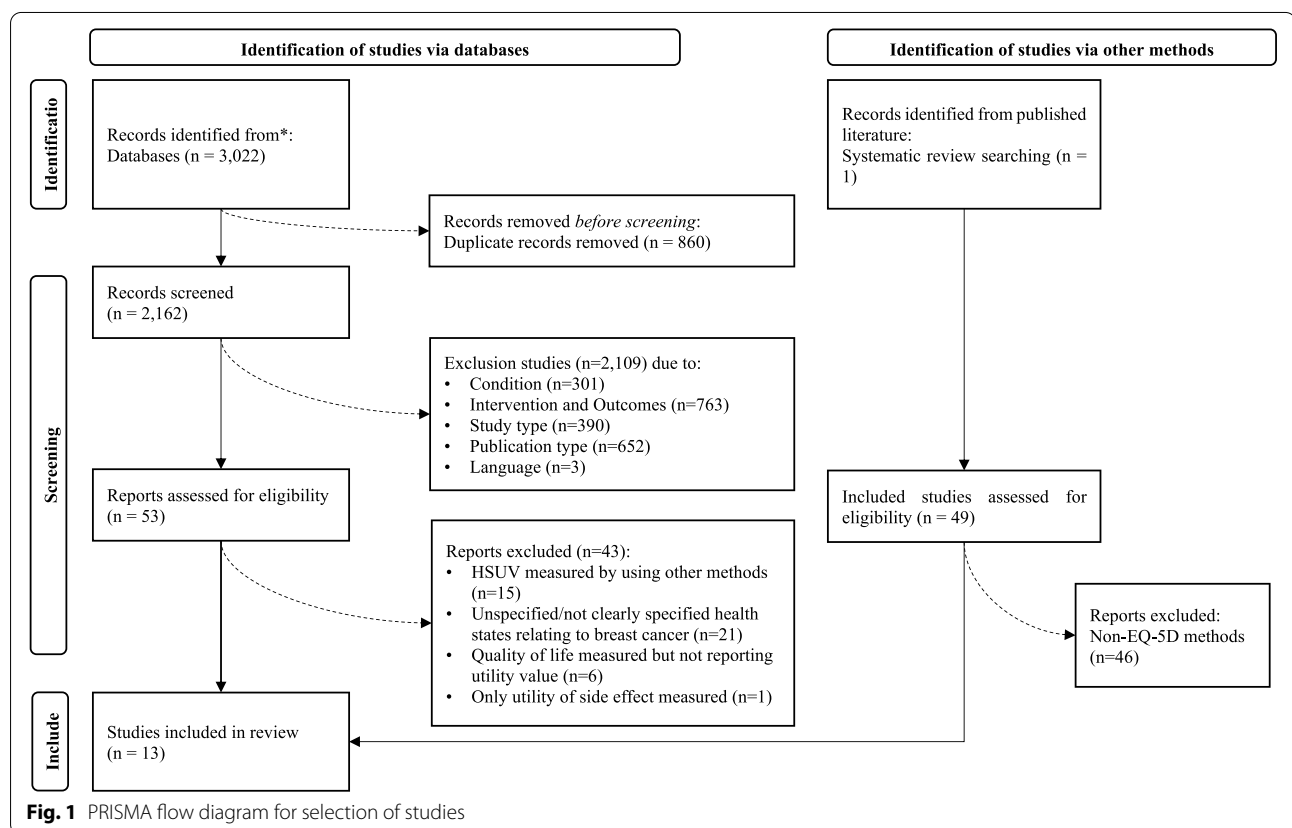 Identification of studies via databases
Identification of studies via other methods
Identificatio
Records identified from*:
Databases (n = 3,022)
Records identified from published
literature:
Systematic review searching (n =
1)
Records removed before screening:
Duplicate records removed (n = 860)
Screening
Records screened
(n = 2,162)
Exclusion studies (n=2,109) due to:
• Condition (n=301)
• Intervention and Outcomes (n=763)
• Study type (n=390)
• Publication type (n=652)
• Language (n=3)
Reports assessed for eligibility
(n = 53)
Included studies assessed for
eligibility (n = 49)
Reports excluded (n=43):
• HSUV measured by using other methods
(n=15)
• Unspecified/not clearly specified health
states relating to breast cancer (n=21)
• Quality of life measured but not reporting
utility value (n=6)
• Only utility of side effect measured (n=1)
Reports excluded:
Non-EQ-5D methods
(n=46)
Include
Studies included in review
(n = 13)
Fig. 1 PRISMA flow diagram for selection of studies